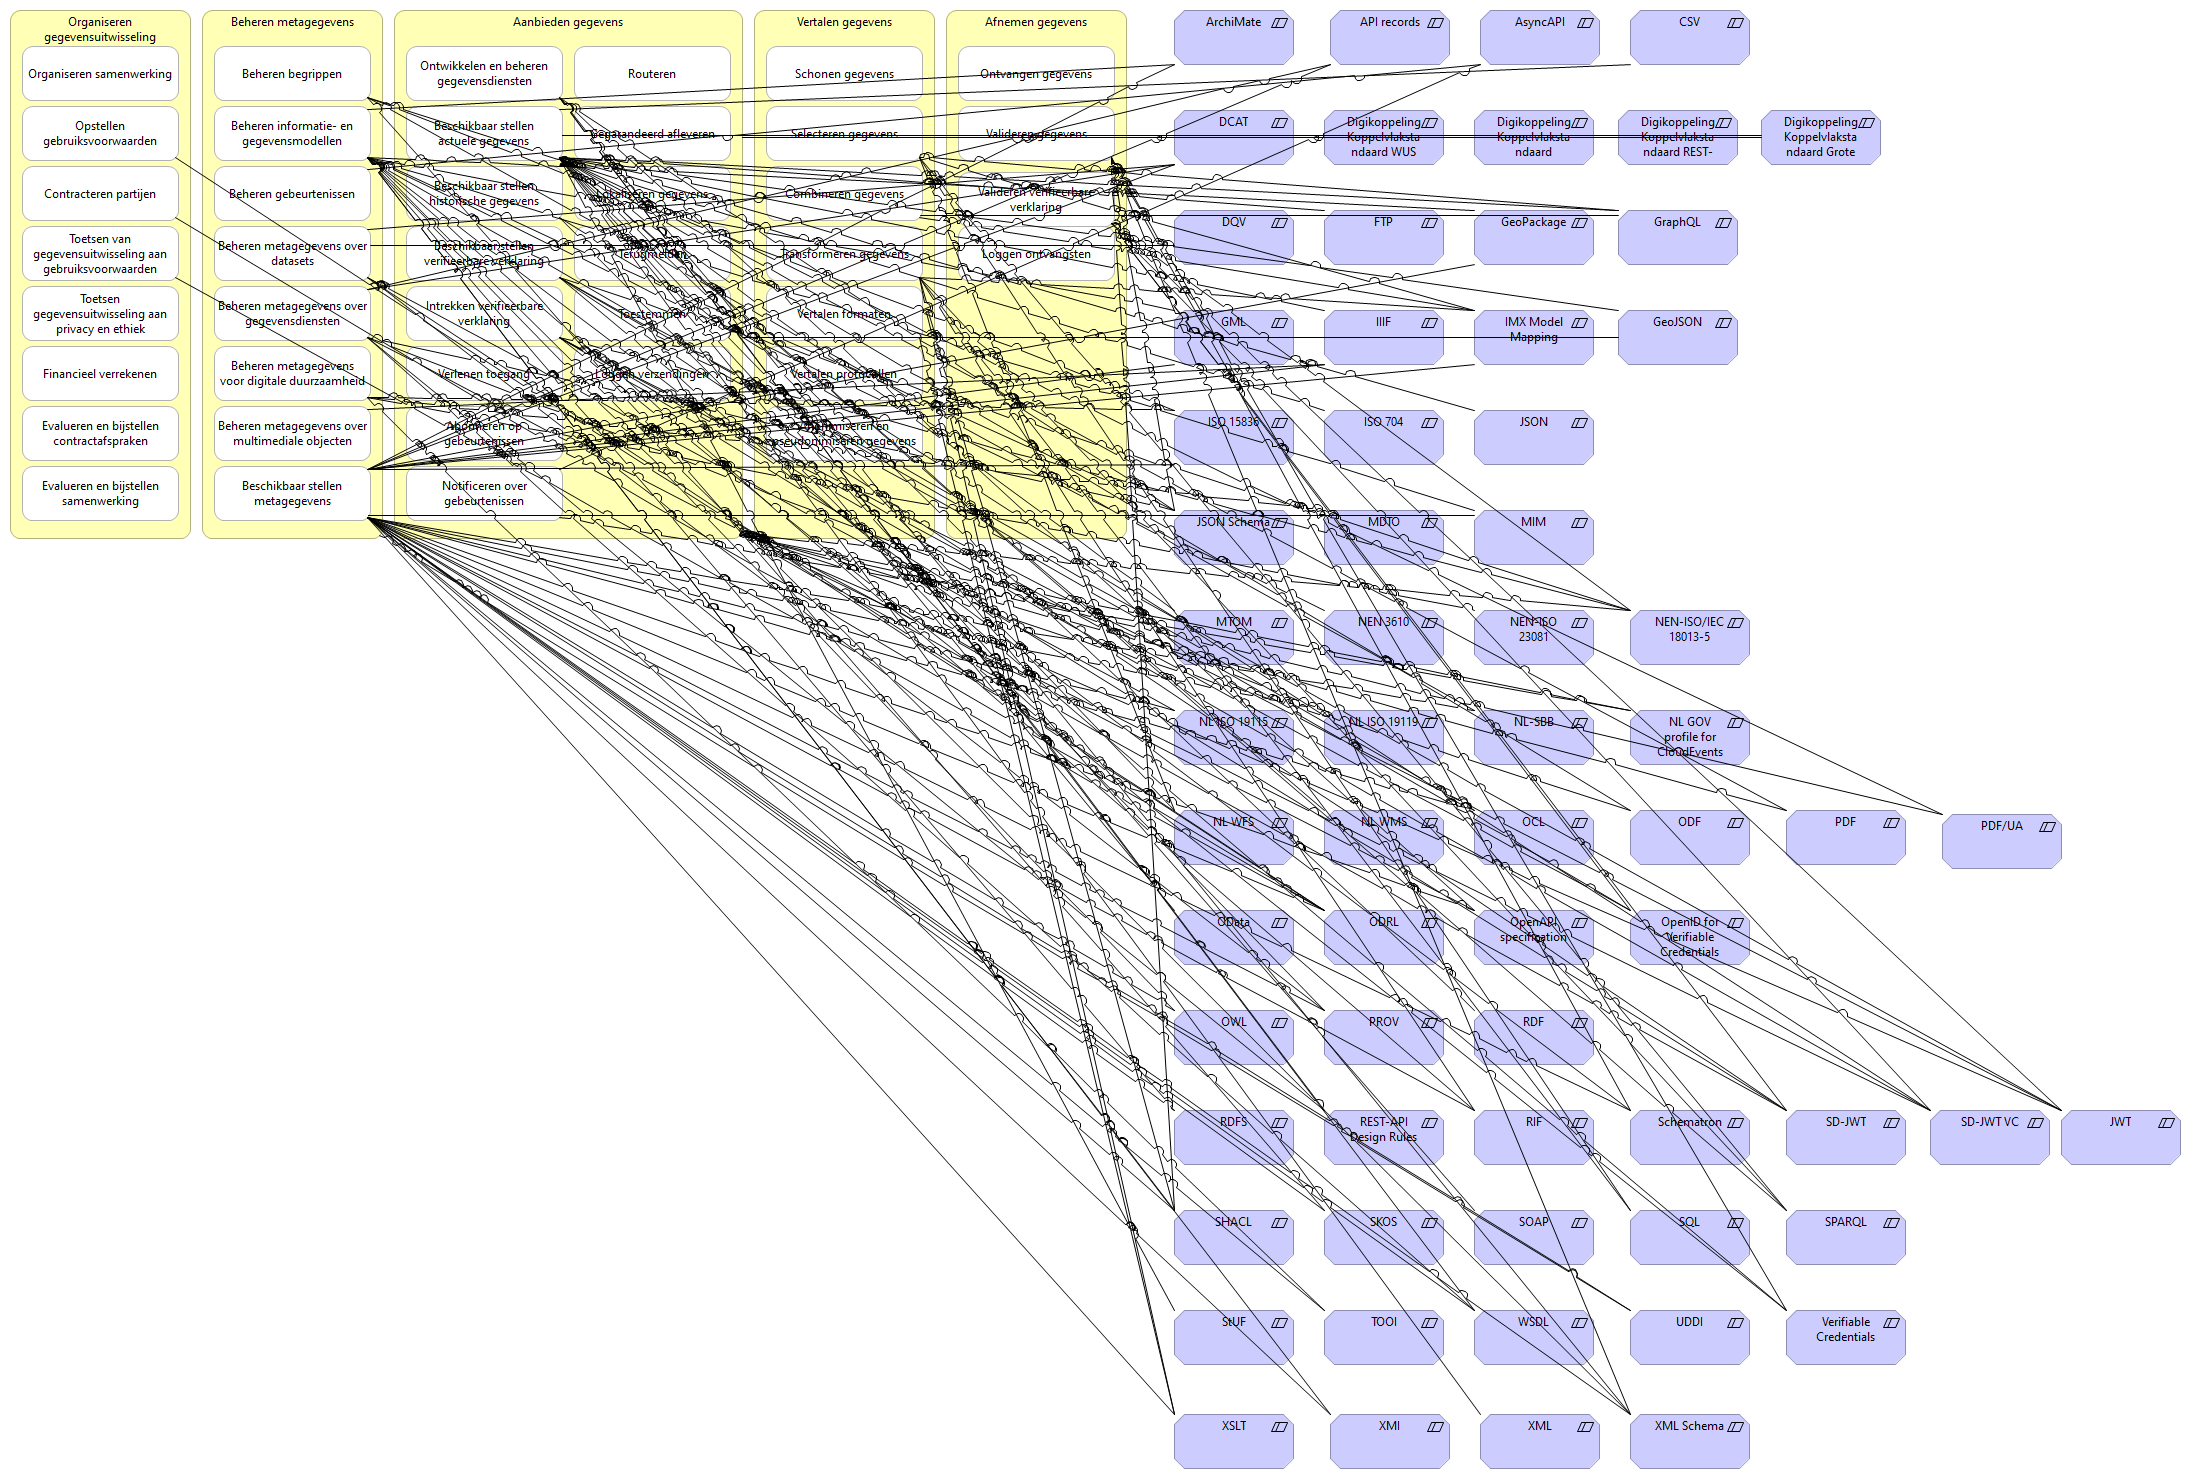 Organiseren
gegevensuitwisseling
Organiseren samenwerking
Opstellen
gebruiksvoorwaarden
Contracteren partijen
Toetsen van
gegevensuitwisseling aan
gebruiksvoorwaarden
Toetsen
gegevensuitwisseling aan
privacy en ethiek
Financieel verrekenen
Evalueren en bijstellen
contractafspraken
Evalueren en bijstellen
samenwerking
Beheren metagegevens
Beheren begrippen
Beheren informatie- en
gegevensmodellen
Beheren gebeurtenissen
Beheren metagegevens over
datasets
Beheren metagegevens over
gegevensdiensten
Beheren metagegevens
voor digitale duurzaamheid
Beheren metagegevens over
multimediale objecten
Beschikbaar stellen
metagegevens
Aanbieden gegevens
Ontwikkelen en beheren
gegevensdiensten
Beschikbaar stellen
actuele gegevens
Beschikbaar stellen
historische gegevens
Beschikbaar stellen
verifieerbare verklaring
Intrekken verifieerbare
verklaring
Verlenen toegang
Abonneren op
gebeurtenissen
Notificeren over
gebeurtenissen
Routeren
Gegarandeerd afleveren
Lokaliseren gegevens
Terugmelden
Toestemmen
Loggen verzendingen
Vertalen gegevens
Schonen gegevens
Selecteren gegevens
Combineren gegevens
Transformeren gegevens
Vertalen formaten
Vertalen protocollen
Anonimiseren en
pseudonimiseren gegevens
Afnemen gegevens
Ontvangen gegevens
Valideren gegevens
Valideren verifieerbare
verklaring
Loggen ontvangsten
ArchiMate
API records
AsyncAPI
CSV
DCAT
Digikoppeling
Koppelvlaksta
ndaard WUS
Digikoppeling
Koppelvlaksta
ndaard
Digikoppeling
Koppelvlaksta
ndaard REST-
Digikoppeling
Koppelvlaksta
ndaard Grote
DQV
FTP
GeoPackage
GraphQL
GML
IIIF
IMX Model
Mapping
GeoJSON
ISO 15836
ISO 704
JSON
JSON Schema
MDTO
MIM
MTOM
NEN 3610
NEN-ISO
23081
NEN-ISO/IEC
18013-5
NL ISO 19115
NL ISO 19119
NL-SBB
NL GOV
profile for
CloudEvents
NL WFS
NL WMS
OCL
ODF
PDF
PDF/UA
OData
ODRL
OpenAPI
specification
OpenID for
Verifiable
Credentials
OWL
PROV
RDF
RDFS
REST-API
Design Rules
RIF
Schematron
SD-JWT
SD-JWT VC
JWT
SHACL
SKOS
SOAP
SQL
SPARQL
StUF
TOOI
WSDL
UDDI
Verifiable
Credentials
XSLT
XMI
XML
XML Schema